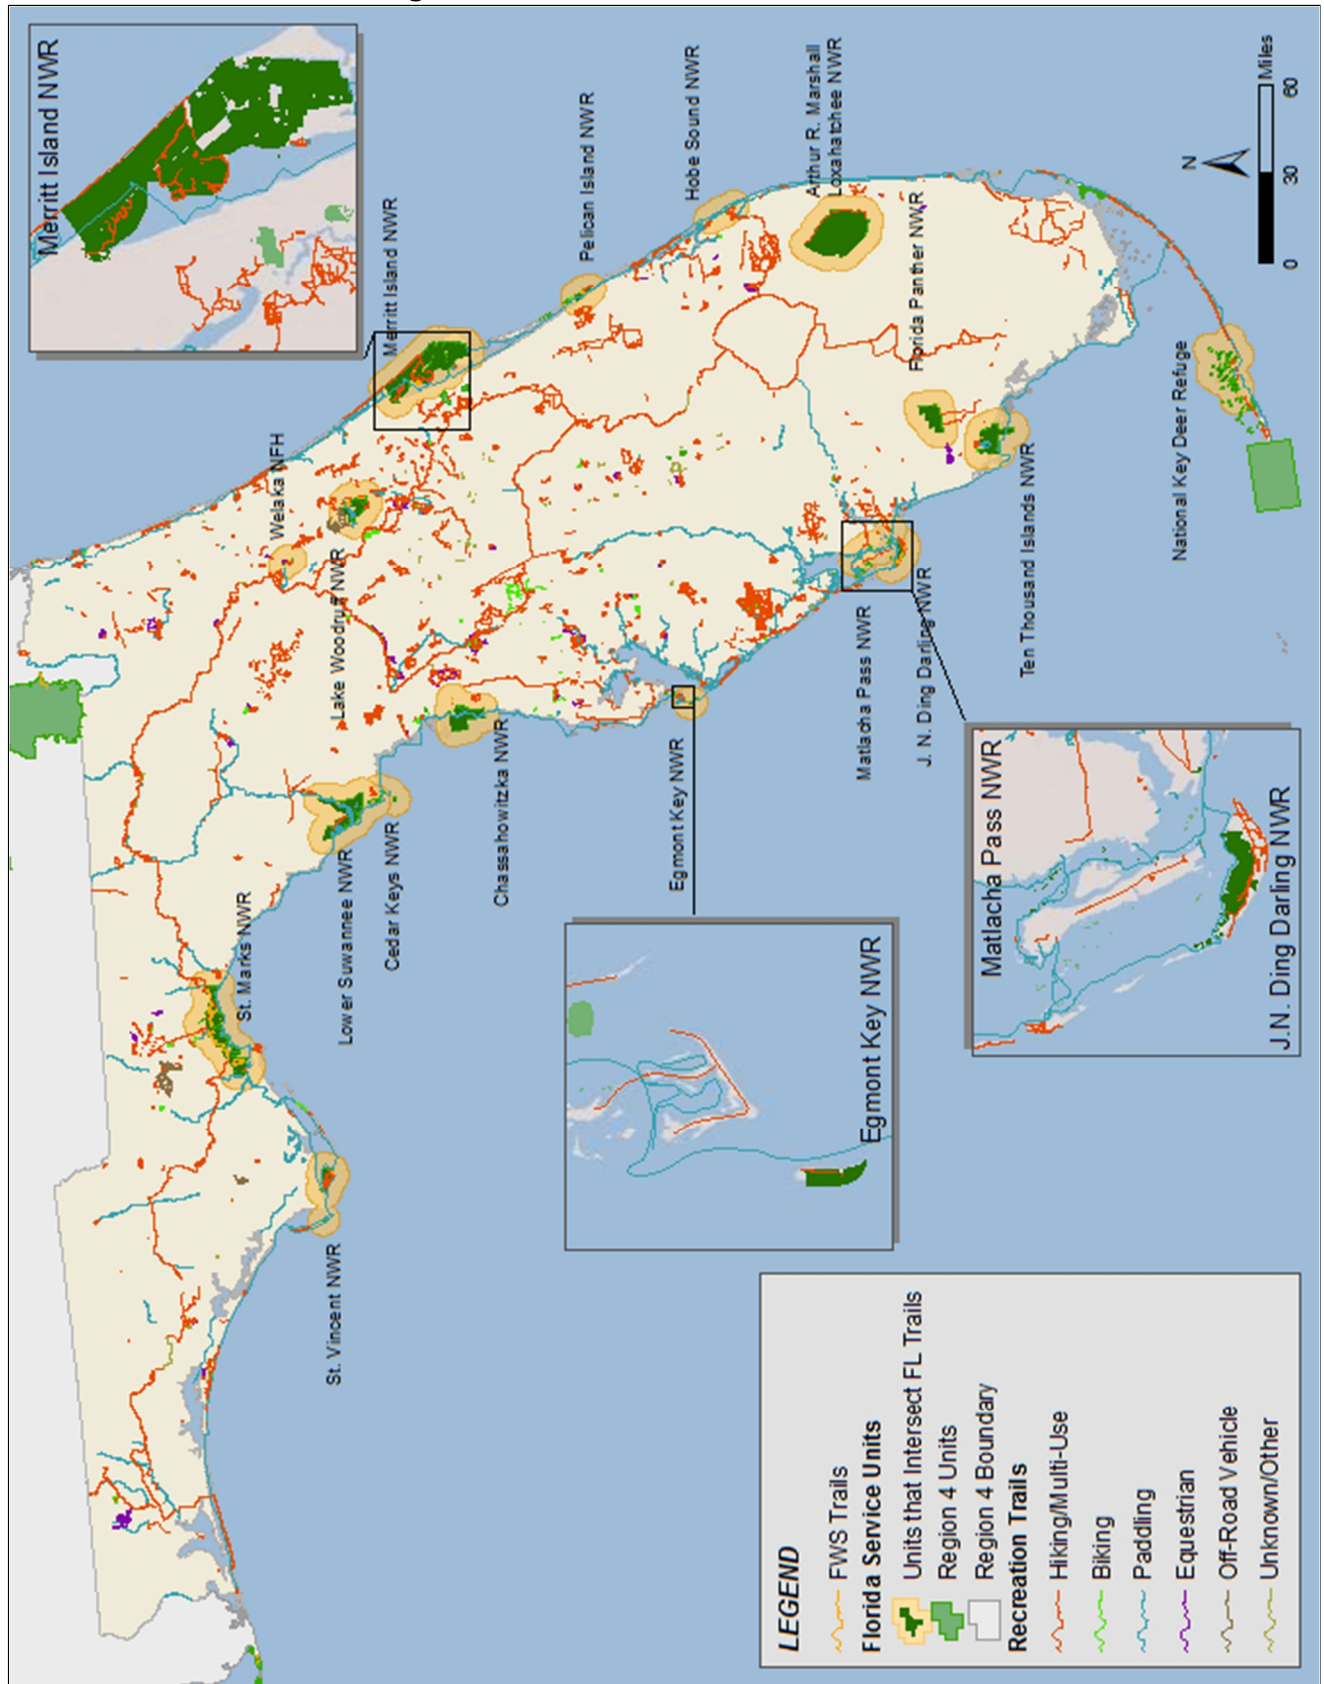 Merritt Island NWR
Merritt Island NWR
Pelican Island NWR
Hobe Sound NWR
Arthur R. Marshall
Loxahatchee NWR
Florida Panther NWR
Welaka NFH
Lake Woodruf NWR
National Key Deer Refuge
Ten Thousand Islands NWR
Matlacha Pass NWR
J. N. Ding Darling NWR
Egmont Key NWR
Chassahowitzka NWR
Cedar Keys NWR
Lower Suwannee NWR
St. Marks NWR
St. Vincent NWR
Egmont Key NWR
Matlacha Pass NWR
J.N. Ding Darling NWR
N
0 30 60
Miles
LEGEND
FWS Trails
Florida Service Units
Units that Intersect FL Trails
Region 4 Units
Region 4 Boundary
Recreation Trails
Hiking/Multi-Use
Biking
Paddling
Equestrian
Off-Road Vehicle
Unknown/Other